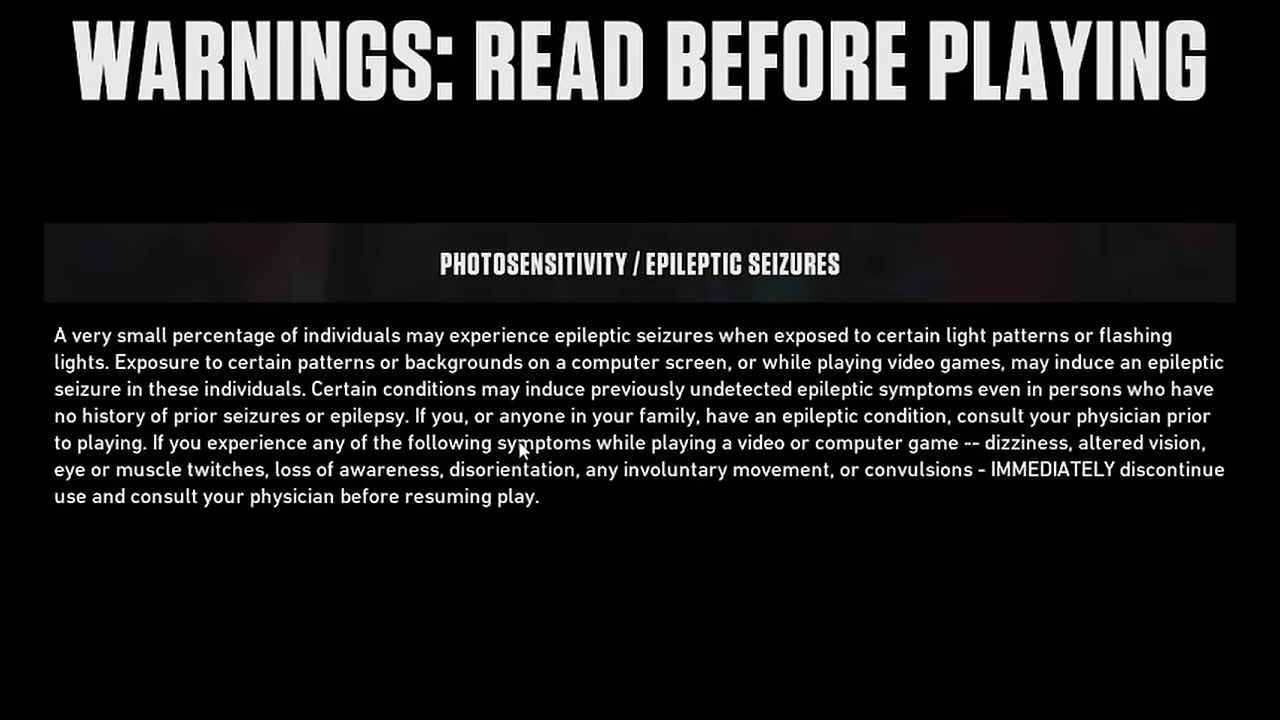 WARNINGS: READ BEFORE PLAYING
PHOTOSENSITIVITY / EPILEPTIC SEIZURES
A very small percentage of individuals may experience epileptic seizures when exposed to certain light patterns or flashing
lights. Exposure to certain patterns or backgrounds on a computer screen, or while playing video games, may induce an epileptic
seizure in these individuals. Certain conditions may induce previously undetected epileptic symptoms even in persons who have
no history of prior seizures or epilepsy. If you, or anyone in your family, have an epileptic condition, consult your physician prior
to playing. If you experience any of the following symptoms while playing a video or computer game -- dizziness, altered vision,
eye or muscle twitches, loss of awareness, disorientation, any involuntary movement, or convulsions - IMMEDIATELY discontinue
use and consult your physician before resuming play.